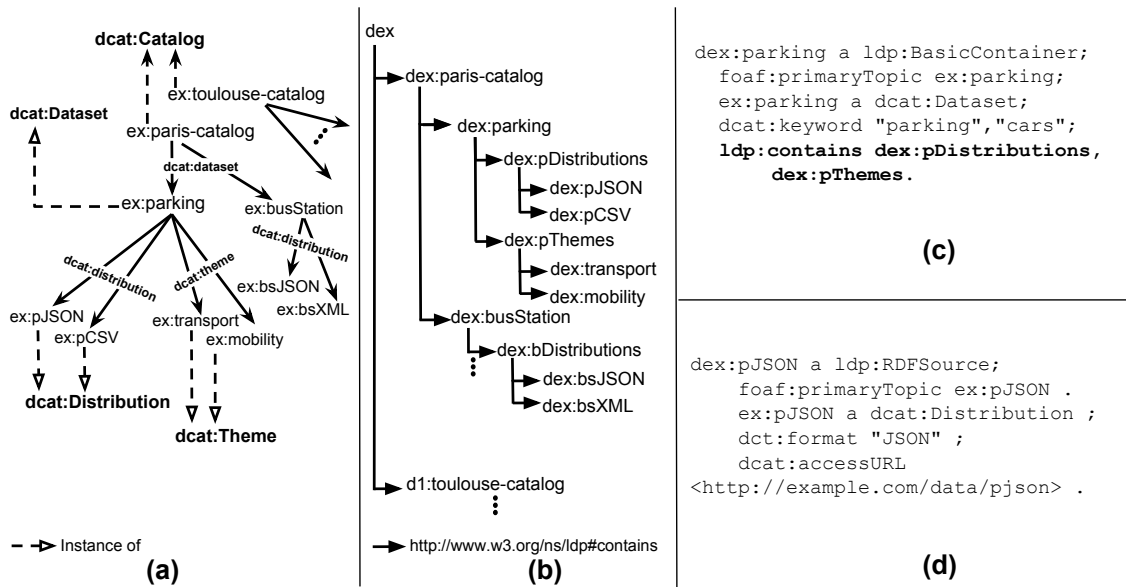 dcat:Catalog
ex:toulouse-catalog
dcat:Dataset
ex:paris-catalog
dcat:dataset
ex:parking
ex:busStation
dcat:distribution
dcat:distribution
dcat:theme
ex:bsJSON
ex:bsXML
ex:pJSON
ex:transport
ex:pCSV
ex:mobility
dcat:Distribution
dcat:Theme
Instance of
(a)
dex
dex:paris-catalog
dex:parking
dex:pDistributions
dex:pJSON
dex:pCSV
dex:pThemes
dex:transport
dex:mobility
dex:busStation
dex:bDistributions
dex:bsJSON
dex:bsXML
d1:toulouse-catalog
http://www.w3.org/ns/ldp#contains
(b)
dex:parking a ldp:BasicContainer;
foaf:primaryTopic ex:parking;
ex:parking a dcat:Dataset;
dcat:keyword "parking","cars";
ldp:contains dex:pDistributions,
dex:pThemes.
(c)
dex:pJSON a ldp:RDFSource;
foaf:primaryTopic ex:pJSON .
ex:pJSON a dcat:Distribution ;
dct:format "JSON" ;
dcat:accessURL
<http://example.com/data/pjson> .
(d)